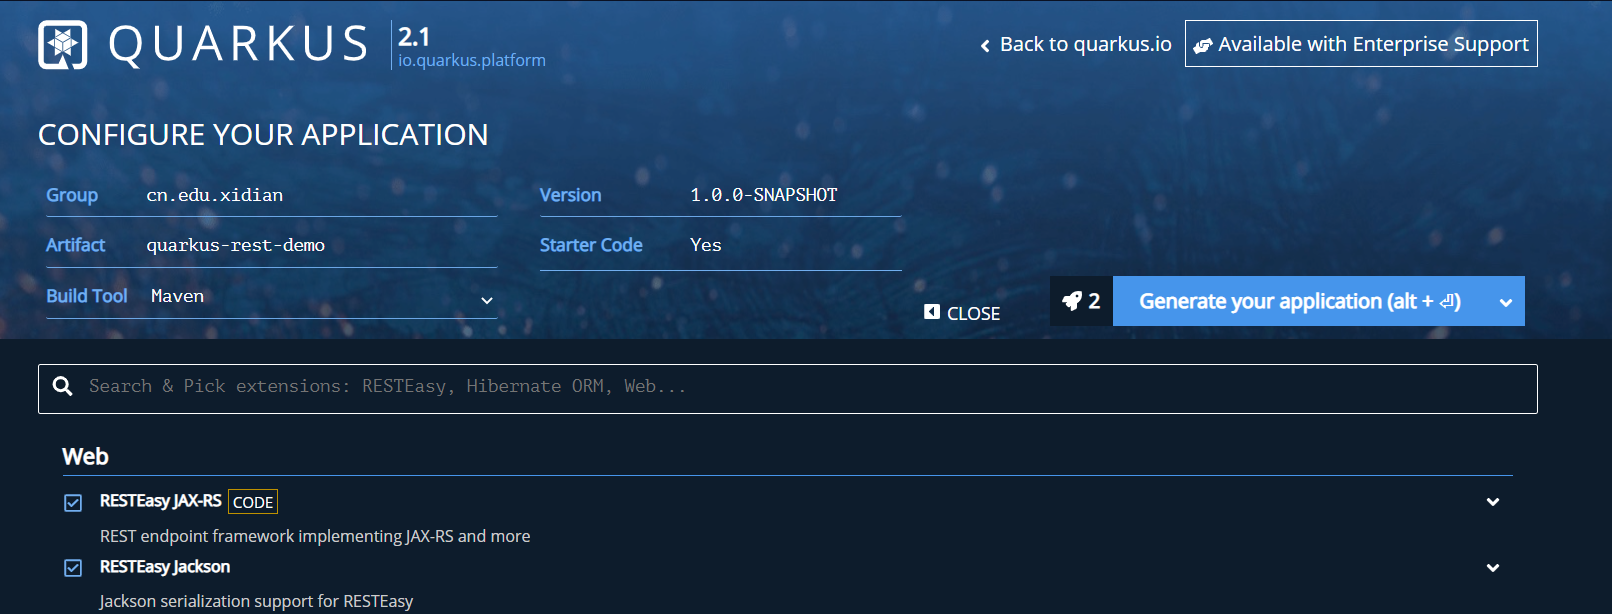 QUARKUS 2.1
io.quarkus.platform
Back to quarkus.io Available with Enterprise Support
CONFIGURE YOUR APPLICATION
Group cn.edu.xidian
Version 1.0.0-SNAPSHOT
Artifact quarkus-rest-demo
Starter Code Yes
Build Tool Maven
CLOSE
2 Generate your application (alt + ⏎)
Search & Pick extensions: RESTEasy, Hibernate ORM, Web...
Web
RESTEasy JAX-RS CODE
REST endpoint framework implementing JAX-RS and more
RESTEasy Jackson
Jackson serialization support for RESTEasy